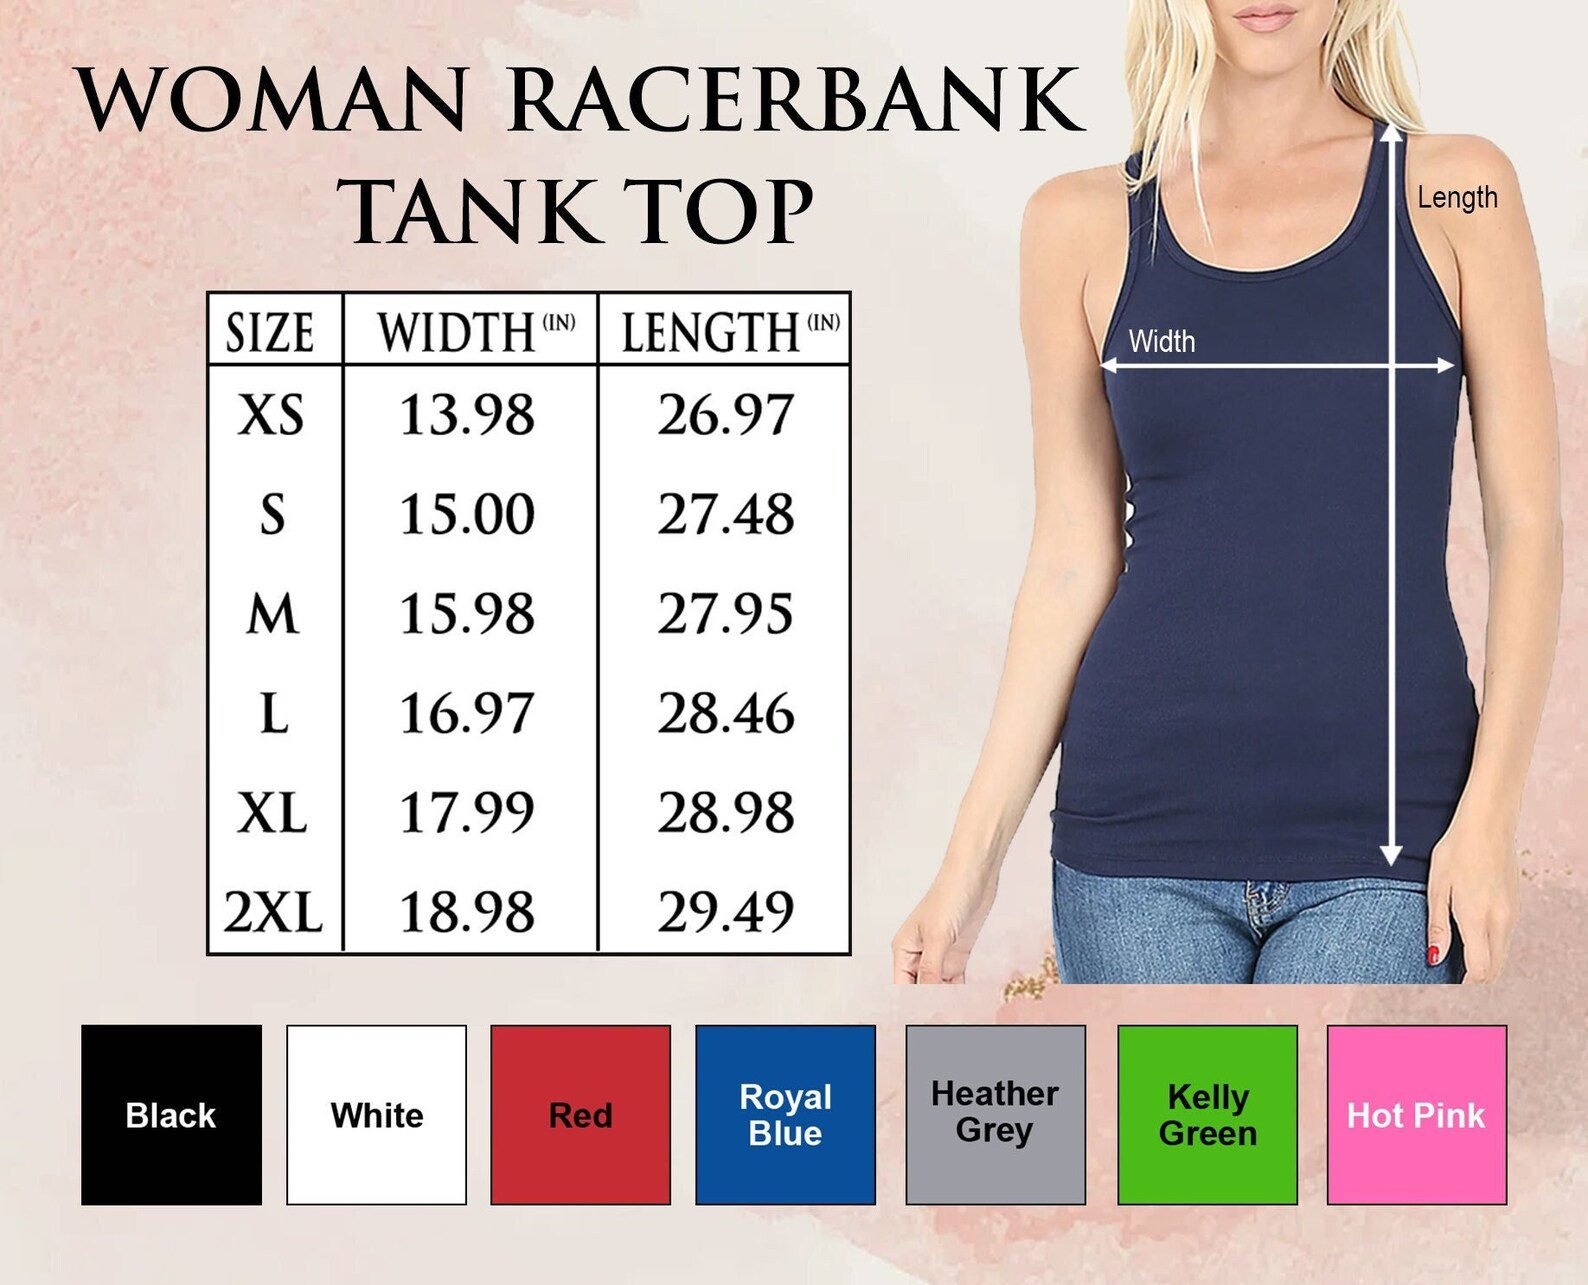 WOMAN RACERBANK
TANK TOP
SIZE WIDTH (IN) LENGTH (IN)
XS 13.98 26.97
S 15.00 27.48
M 15.98 27.95
L 16.97 28.46
XL 17.99 28.98
2XL 18.98 29.49
Length
Width
Black
White
Red
Royal
Blue
Heather
Grey
Kelly
Green
Hot Pink